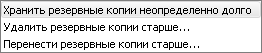 Хранить резервные копии неопределенно долго
Удалить резервные копии старше...
Перенести резервные копии старше...